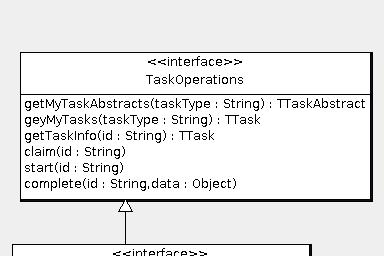 <<interface>>
TaskOperations
getMyTaskAbstracts(taskType : String) : TTaskAbstract
geyMyTasks(taskType : String) : TTask
getTaskInfo(id : String) : TTask
claim(id : String)
start(id : String)
complete(id : String,data : Object)
<<interface>>